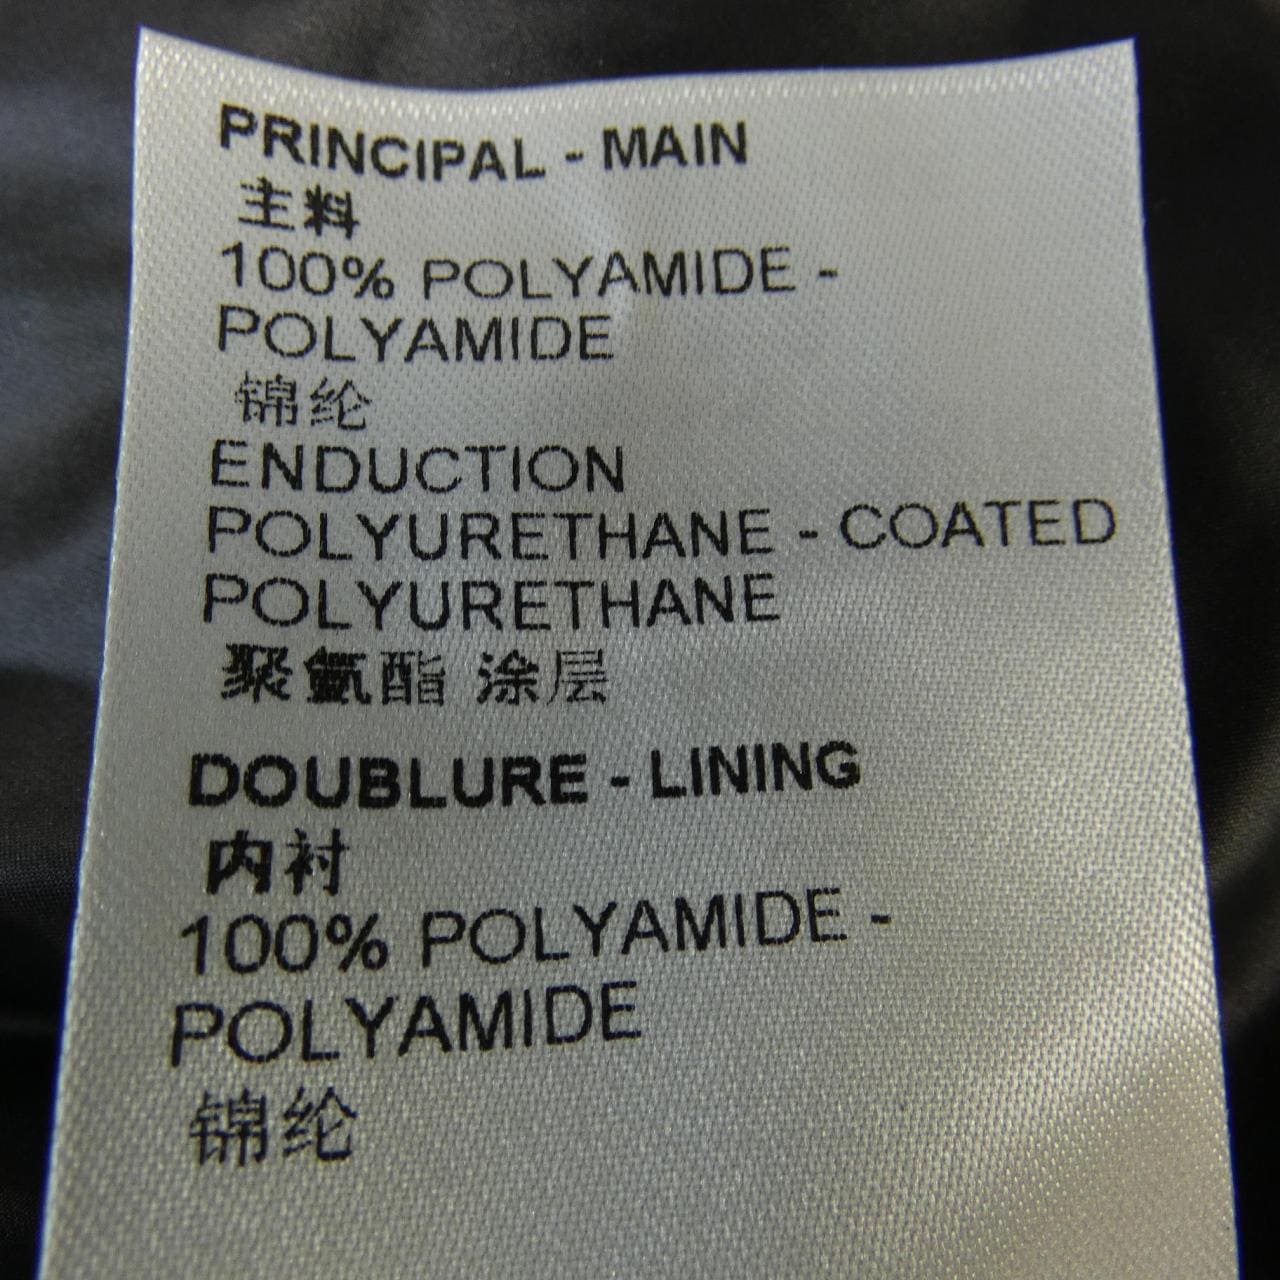 PRINCIPAL - MAIN
主料
100% POLYAMIDE -
POLYAMIDE
锦纶
ENDUCTION
POLYURETHANE - COATED
POLYURETHANE
聚氨酯 涂层
DOUBLURE - LINING
内衬
100% POLYAMIDE -
POLYAMIDE
锦纶